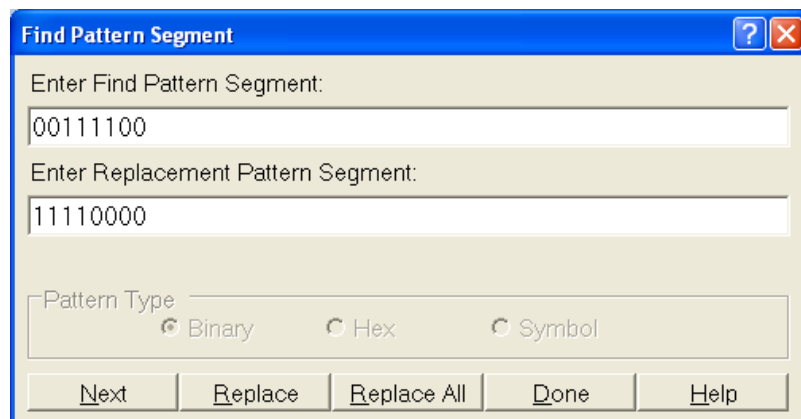 Find Pattern Segment
Enter Find Pattern Segment:
00111100
Enter Replacement Pattern Segment:
11110000
Pattern Type
Binary Hex Symbol
Next Replace Replace All Done Help